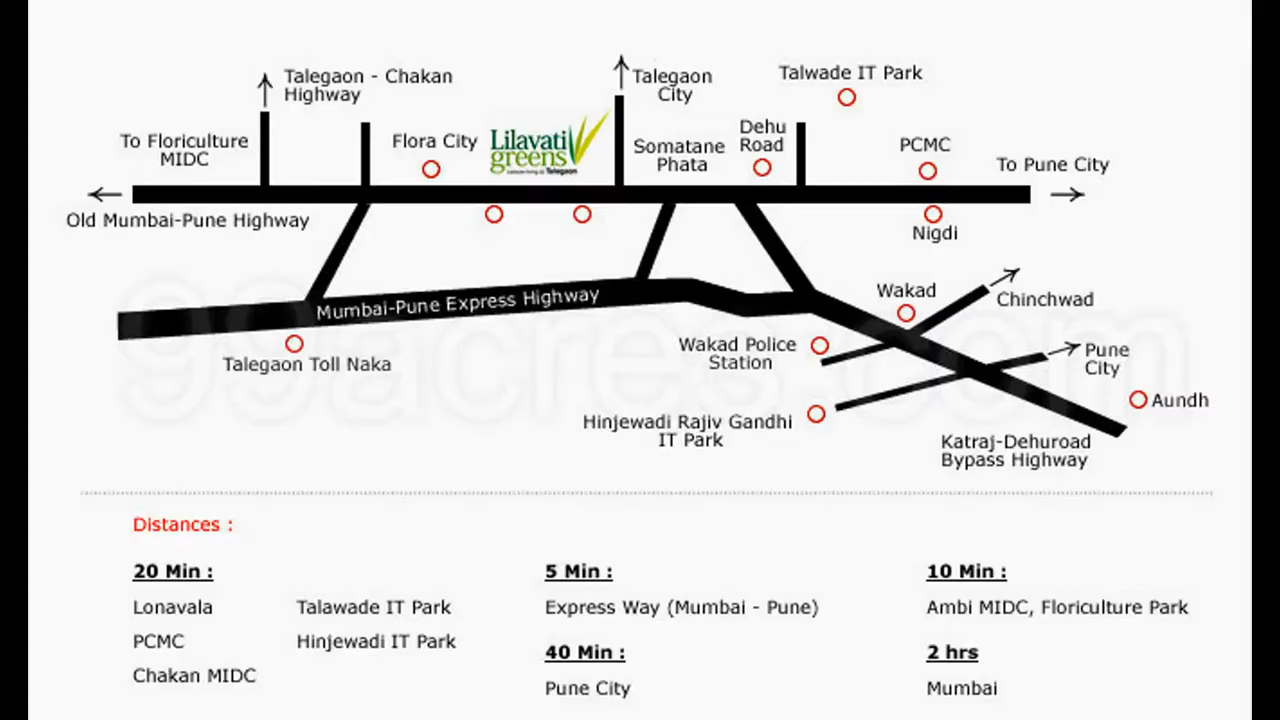 Talegaon - Chakan
Highway
Talegaon
City
Talwade IT Park
To Floriculture
MIDC
Flora City
Lilavati
greens
Somatane
Phata
Dehu
Road
PCMC
To Pune City
Old Mumbai-Pune Highway
Nigdi
Mumbai-Pune Express Highway
Wakad
Chinchwad
Talegaon Toll Naka
Wakad Police
Station
Pune
City
Aundh
Hinjewadi Rajiv Gandhi
IT Park
Katraj-Dehuroad
Bypass Highway
99acres.com
Distances :
20 Min :
Lonavala
Talawade IT Park
PCMC
Hinjewadi IT Park
Chakan MIDC
5 Min :
Express Way (Mumbai - Pune)
40 Min :
Pune City
10 Min :
Ambi MIDC, Floriculture Park
2 hrs
Mumbai